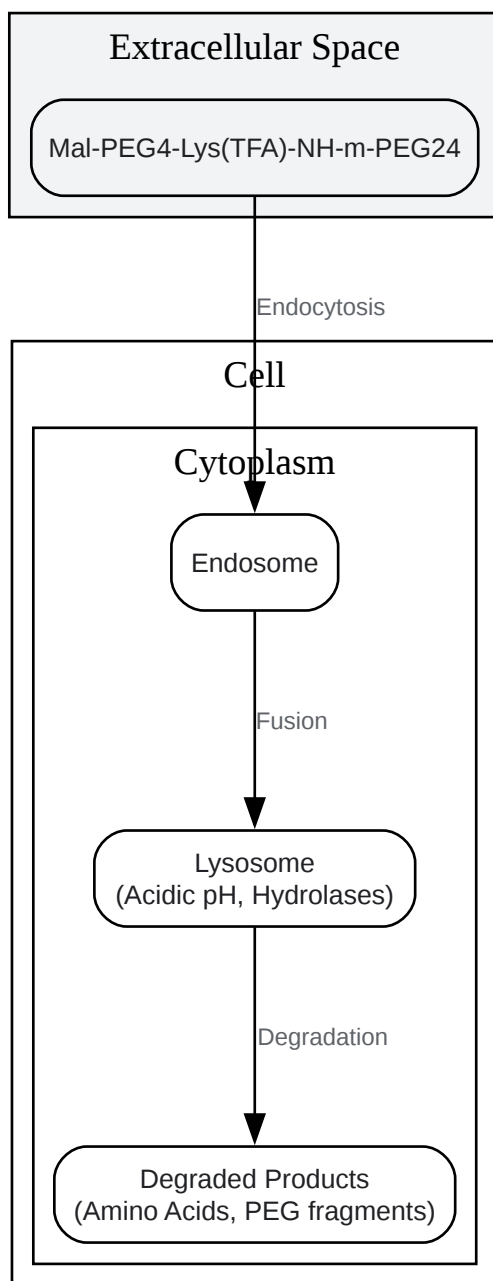 Extracellular Space
Mal-PEG4-Lys(TFA)-NH-m-PEG24
Endocytosis
Cell
Cytoplasm
Endosome
Fusion
Lysosome
(Acidic pH, Hydrolases)
Degradation
Degraded Products
(Amino Acids, PEG fragments)